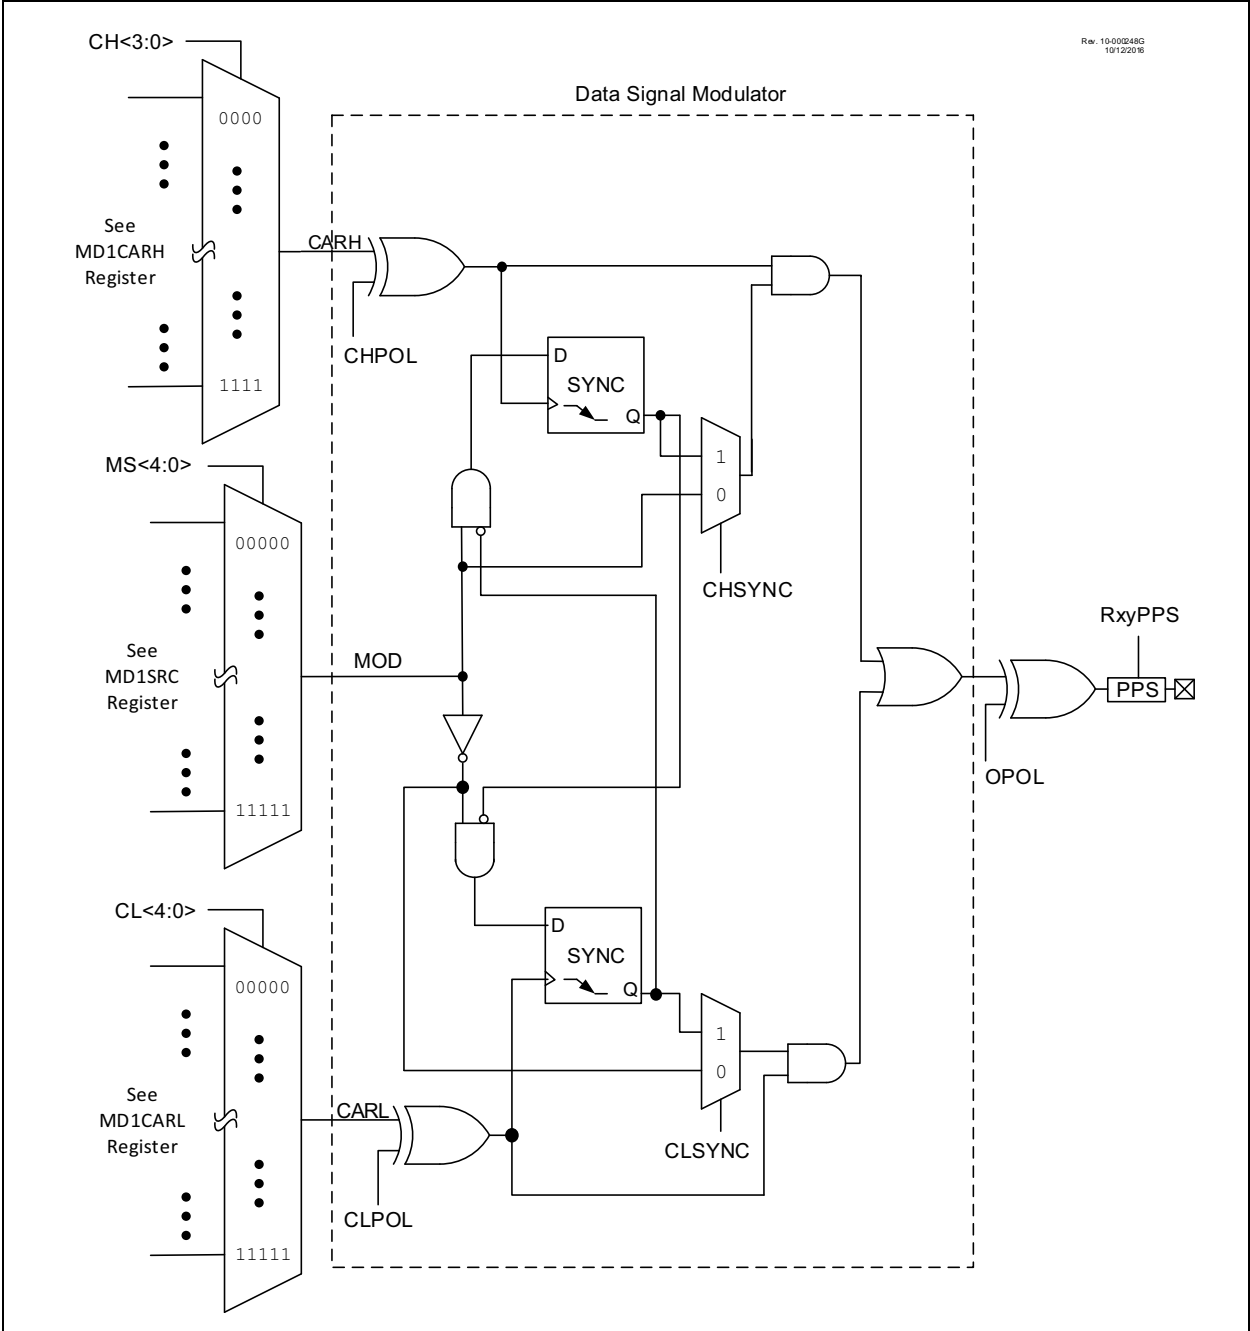 CH<3:0>
Rev. 10-000248G
10/12/2016
Data Signal Modulator
0000
See
MD1CARH
Register
CARH
CHPOL
1111
D
SYNC
Q
1
0
CHSYNC
MS<4:0>
00000
See
MD1SRC
Register
MOD
11111
RxyPPS
PPS
OPOL
CL<4:0>
00000
See
MD1CARL
Register
CARL
CLPOL
11111
D
SYNC
Q
1
0
CLSYNC